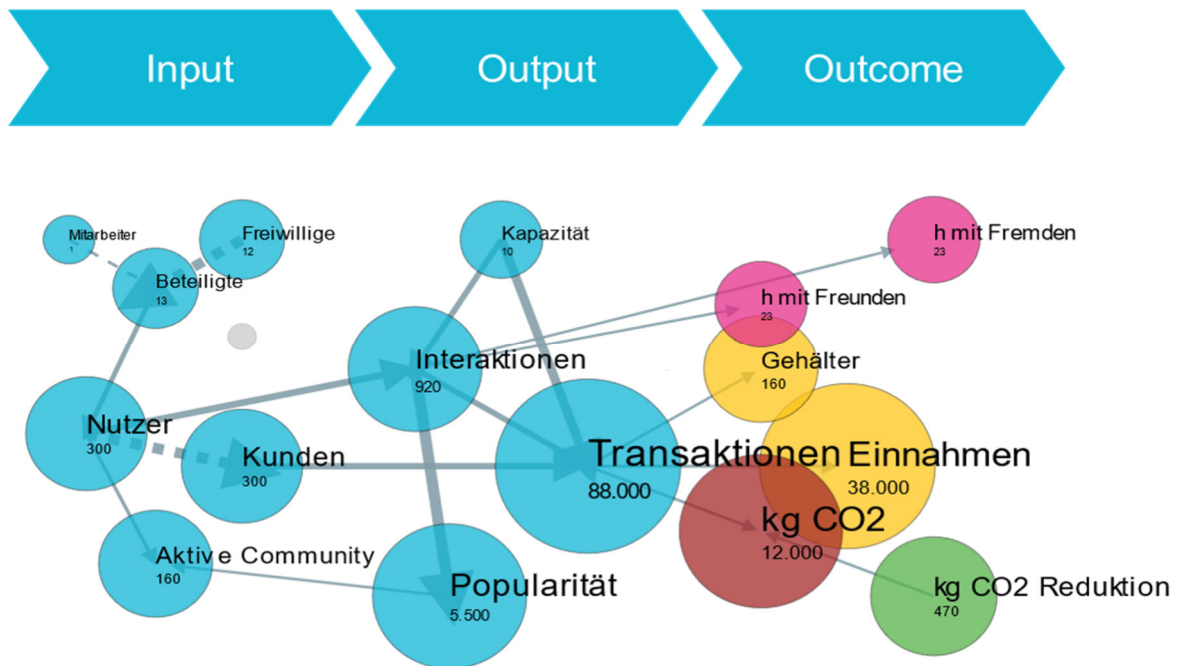 Input
Output
Outcome
Mitarbeiter
1
Freiwillige
12
Beteiligte
13
Kapazität
10
h mit Fremden
23
h mit Freunden
23
Interaktionen
920
Gehälter
160
Nutzer
300
Kunden
300
Transaktionen
88.000
Einnahmen
38.000
kg CO2
12.000
Aktive Community
160
Popularität
5.500
kg CO2 Reduktion
470